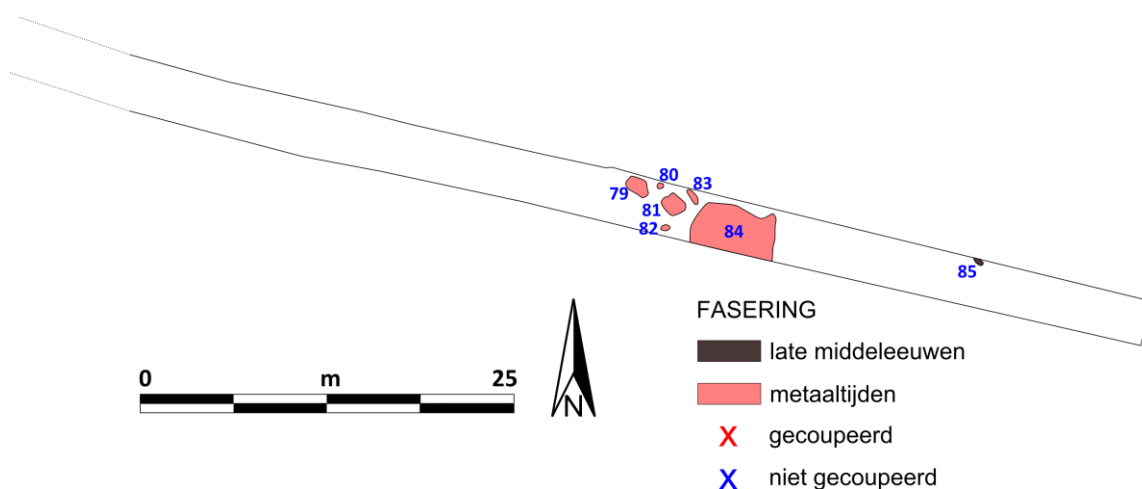 80
83
79
81
82
84
85
FASERING
late middeleeuwen
metaaltijden
X gecoupeerd
X niet gecoupeerd
0 m 25
N